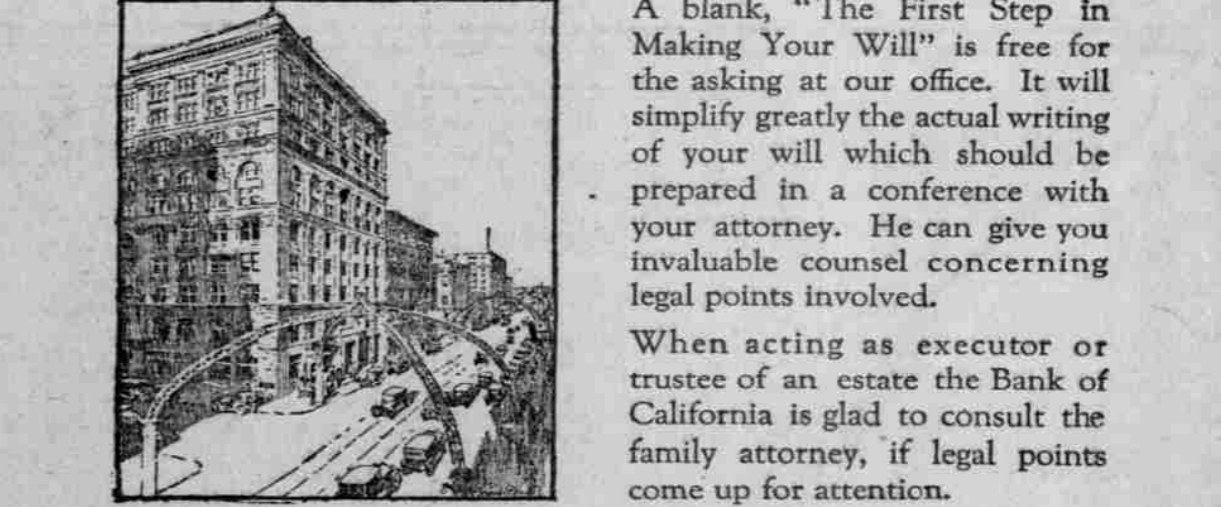 A blank, "The First Step in
Making Your Will" is free for
the asking at our office. It will
simplify greatly the actual writing
of your will which should be
prepared in a conference with
your attorney. He can give you
invaluable counsel concerning
legal points involved.
When acting as executor or
trustee of an estate the Bank of
California is glad to consult the
family attorney, if legal points
come up for attention.